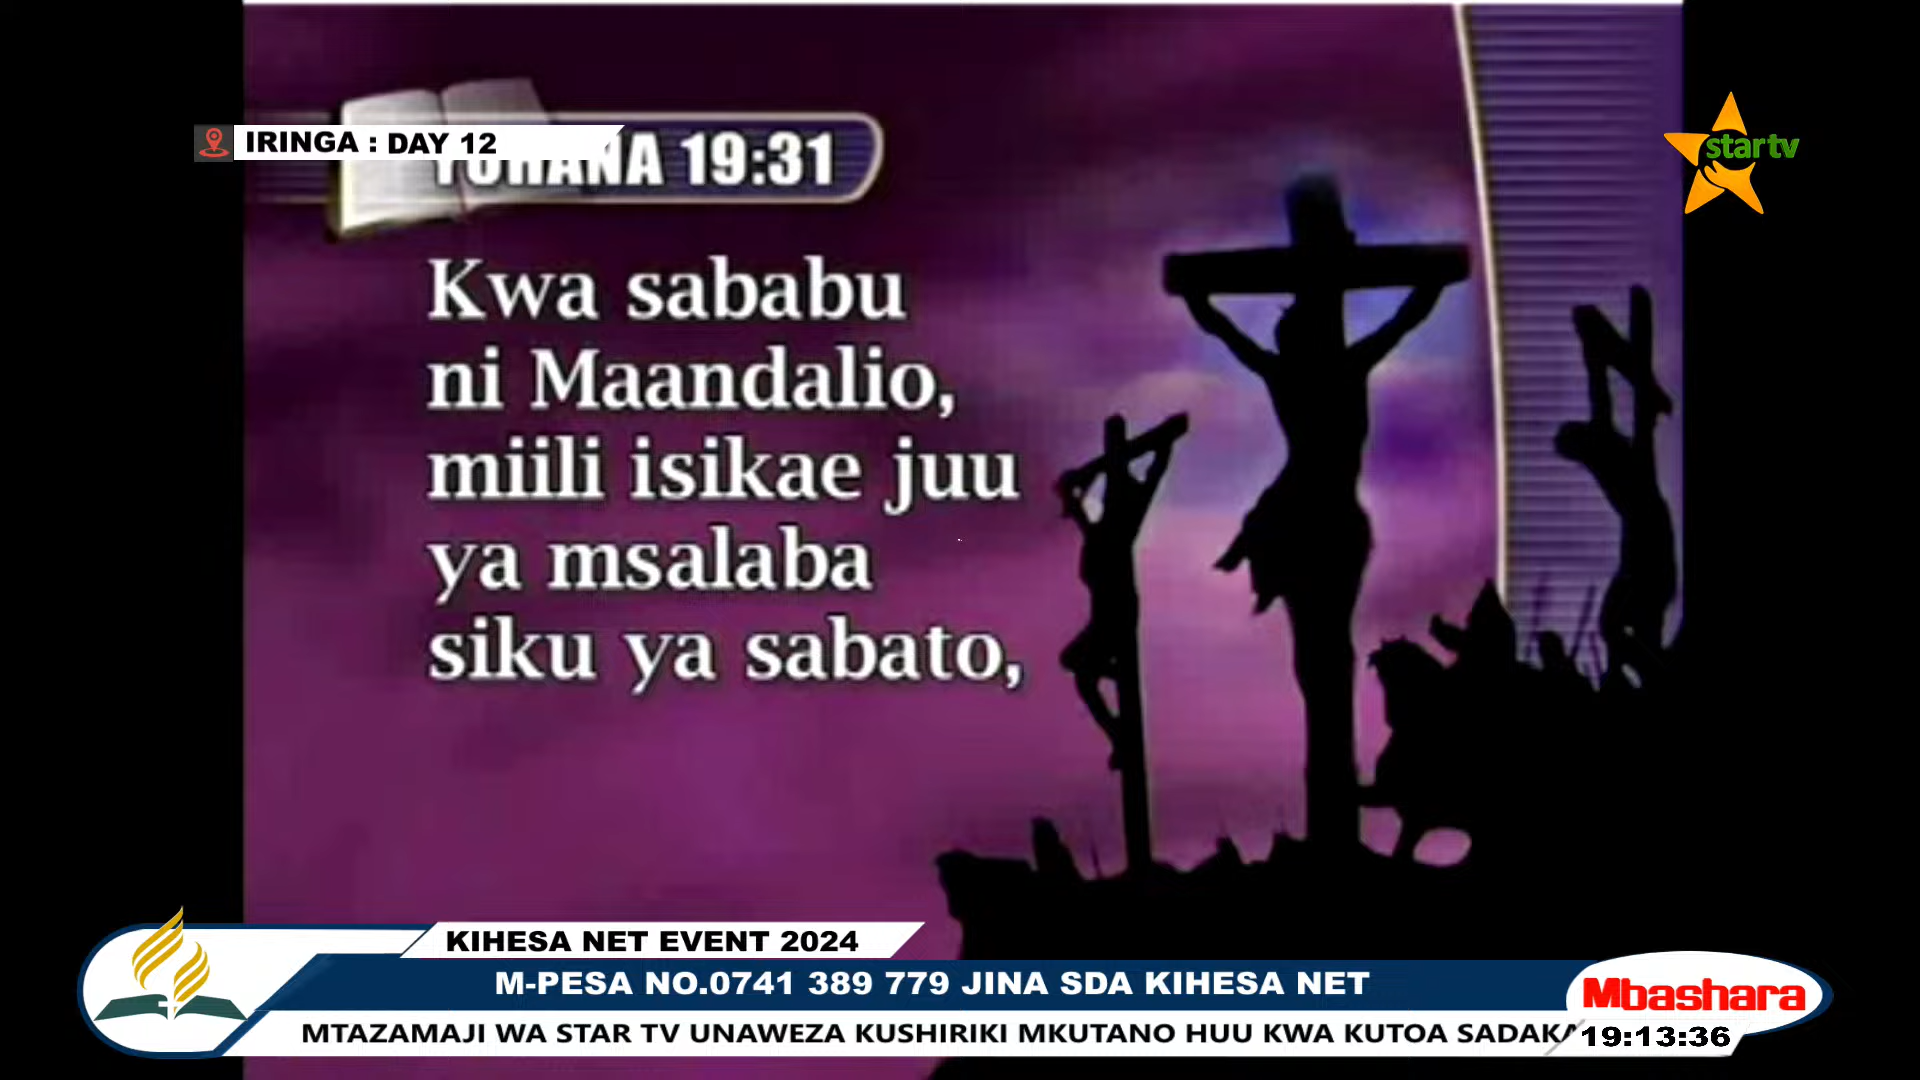 IRINGA : DAY 12
YOHANA 19:31
startv
Kwa sababu
ni Maandalio,
miili isikae juu
ya msalaba
siku ya sabato,
KIHESA NET EVENT 2024
M-PESA NO.0741 389 779 JINA SDA KIHESA NET
Mbashara
MTAZAMAJI WA STAR TV UNAWEZA KUSHIRIKI MKUTANO HUU KWA KUTOA SADAKA
19:13:36